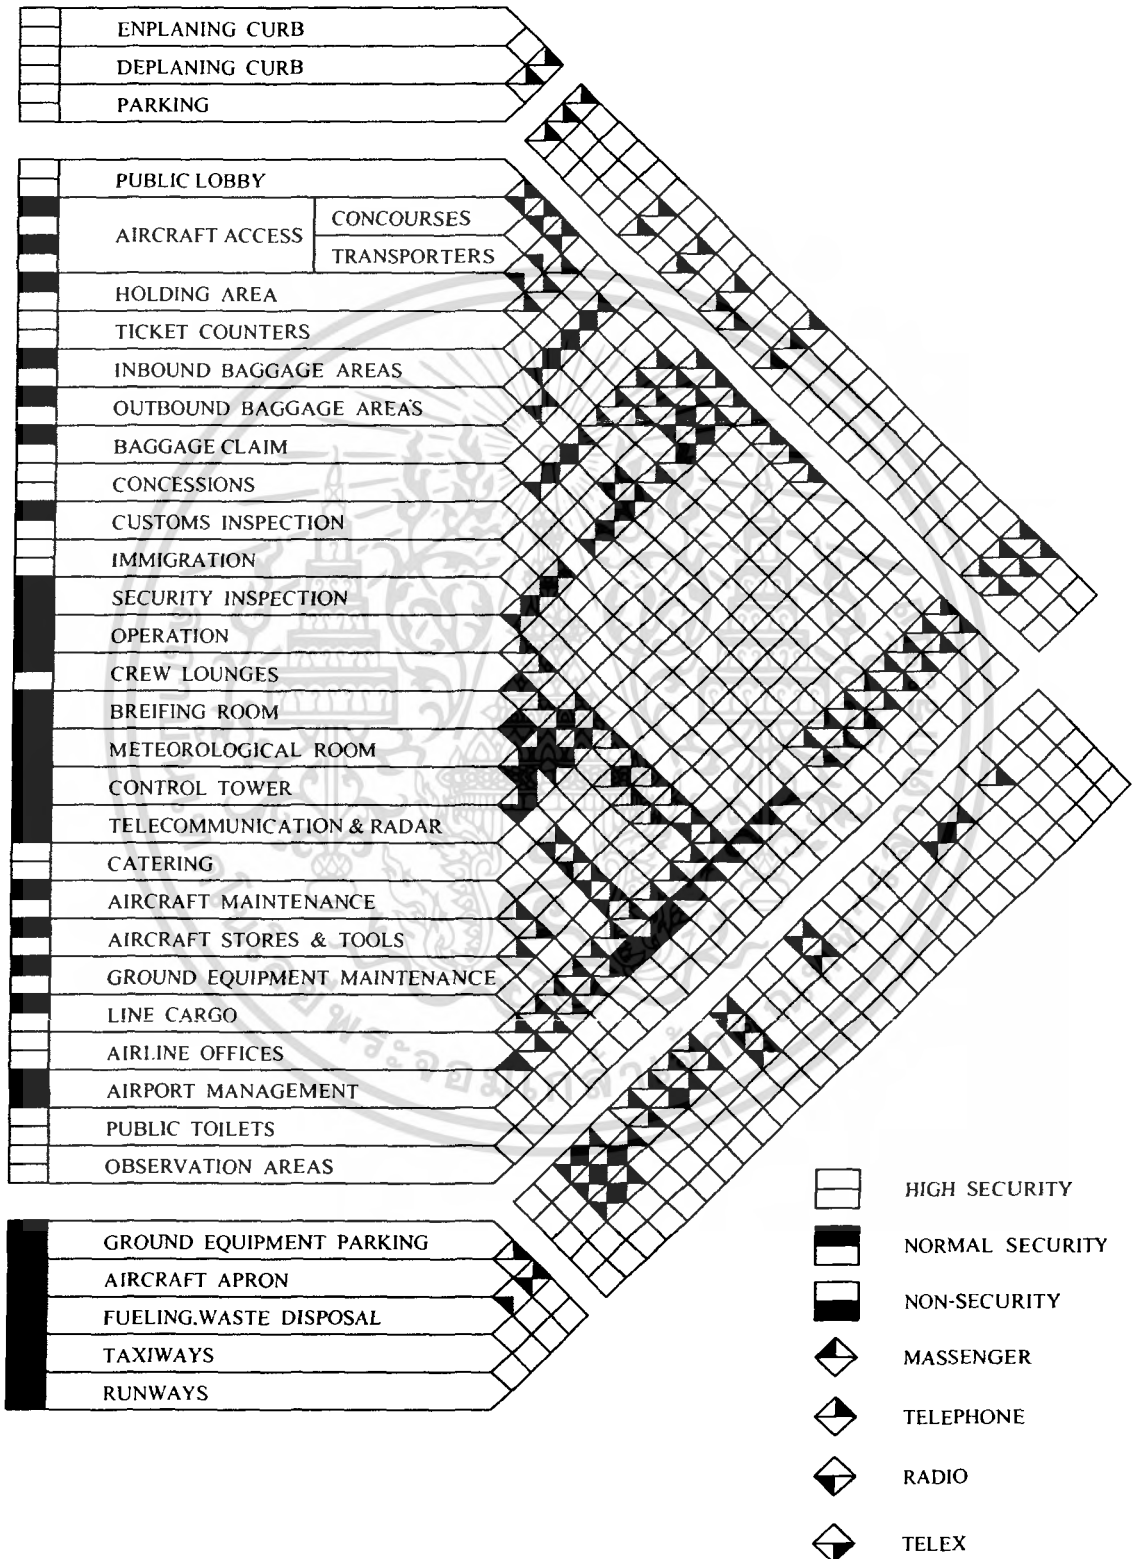 ENPLANING CURB
DEPLANING CURB
PARKING
PUBLIC LOBBY
AIRCRAFT ACCESS
CONCOURSES
TRANSPORTERS
HOLDING AREA
TICKET COUNTERS
INBOUND BAGGAGE AREAS
OUTBOUND BAGGAGE AREA'S
BAGGAGE CLAIM
CONCESSIONS
CUSTOMS INSPECTION
IMMIGRATION
SECURITY INSPECTION
OPERATION
CREW LOUNGES
BREIFING ROOM
METEOROLOGICAL ROOM
CONTROL TOWER
TELECOMMUNICATION & RADAR
CATERING
AIRCRAFT MAINTENANCE
AIRCRAFT STORES & TOOLS
GROUND EQUIPMENT MAINTENANCE
LINE CARGO
AIRLINE OFFICES
AIRPORT MANAGEMENT
PUBLIC TOILETS
OBSERVATION AREAS
GROUND EQUIPMENT PARKING
AIRCRAFT APRON
FUELING,WASTE DISPOSAL
TAXIWAYS
RUNWAYS
HIGH SECURITY
NORMAL SECURITY
NON-SECURITY
MASSENGER
TELEPHONE
RADIO
TELEX